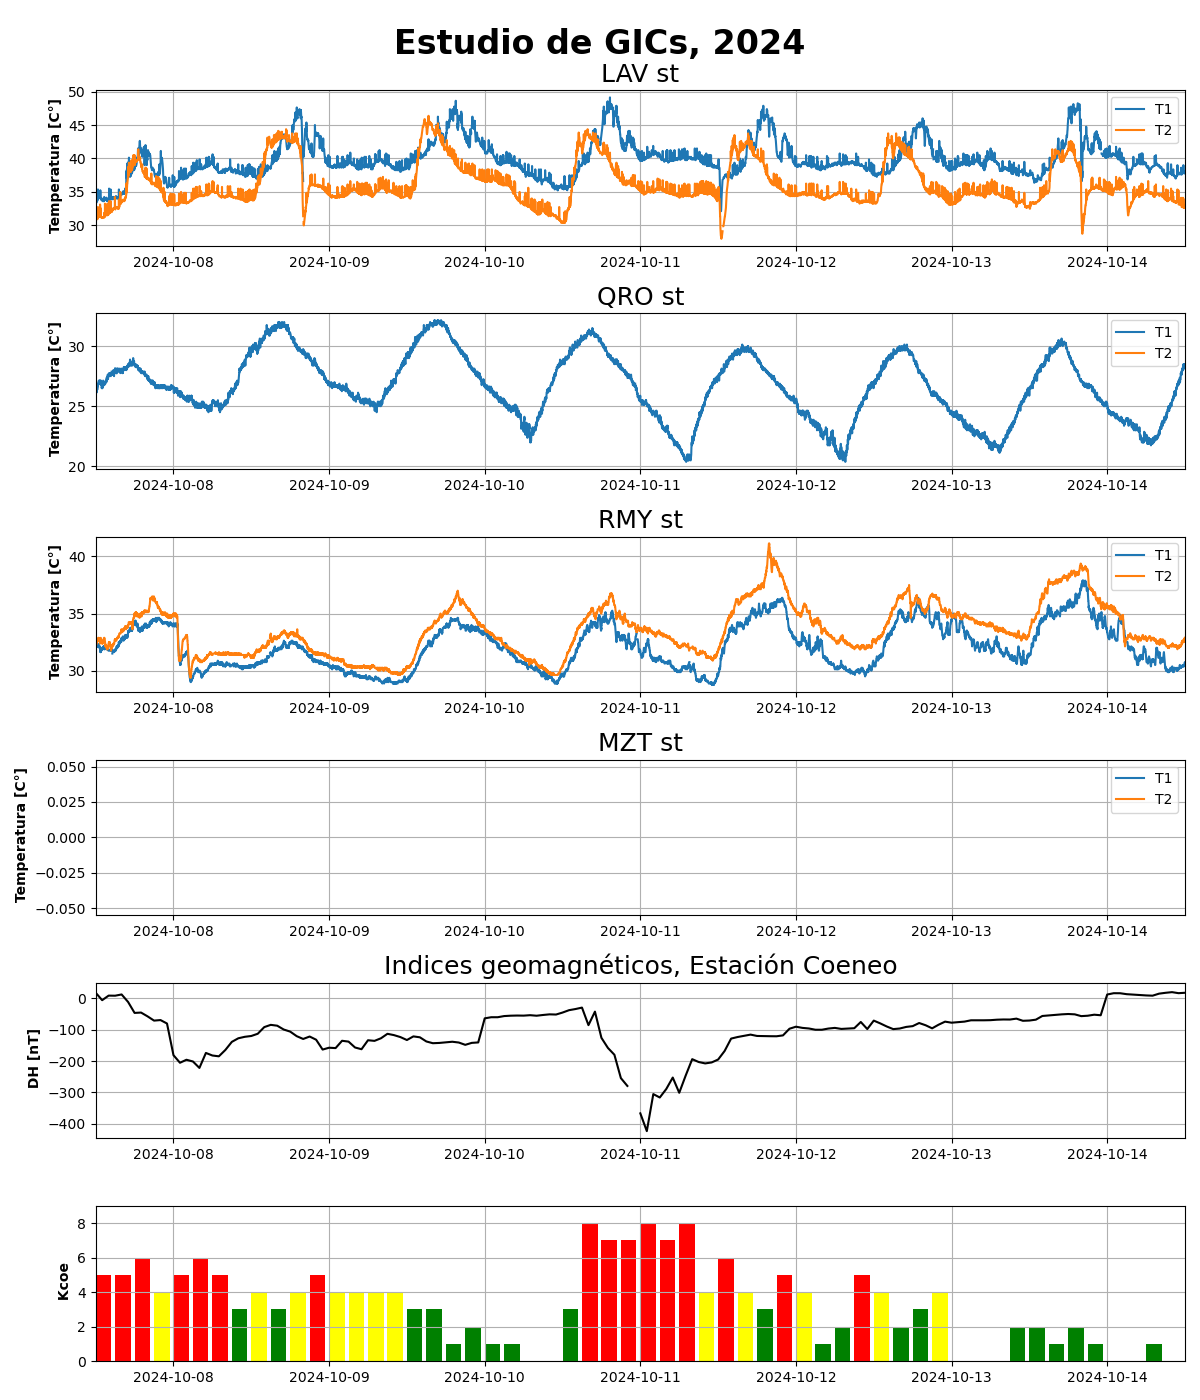 Estudio de GICs, 2024
LAV st
Temperatura [C°]
50
45
40
35
30
T1
T2
2024-10-08 2024-10-09 2024-10-10 2024-10-11 2024-10-12 2024-10-13 2024-10-14
QRO st
Temperatura [C°]
30
25
20
T1
T2
2024-10-08 2024-10-09 2024-10-10 2024-10-11 2024-10-12 2024-10-13 2024-10-14
RMY st
Temperatura [C°]
40
35
30
T1
T2
2024-10-08 2024-10-09 2024-10-10 2024-10-11 2024-10-12 2024-10-13 2024-10-14
MZT st
Temperatura [C°]
0.050
0.025
0.000
−0.025
−0.050
T1
T2
2024-10-08 2024-10-09 2024-10-10 2024-10-11 2024-10-12 2024-10-13 2024-10-14
Indices geomagnéticos, Estación Coeneo
DH [nT]
0
−100
−200
−300
−400
2024-10-08 2024-10-09 2024-10-10 2024-10-11 2024-10-12 2024-10-13 2024-10-14
Kcoe
8
6
4
2
0
2024-10-08 2024-10-09 2024-10-10 2024-10-11 2024-10-12 2024-10-13 2024-10-14